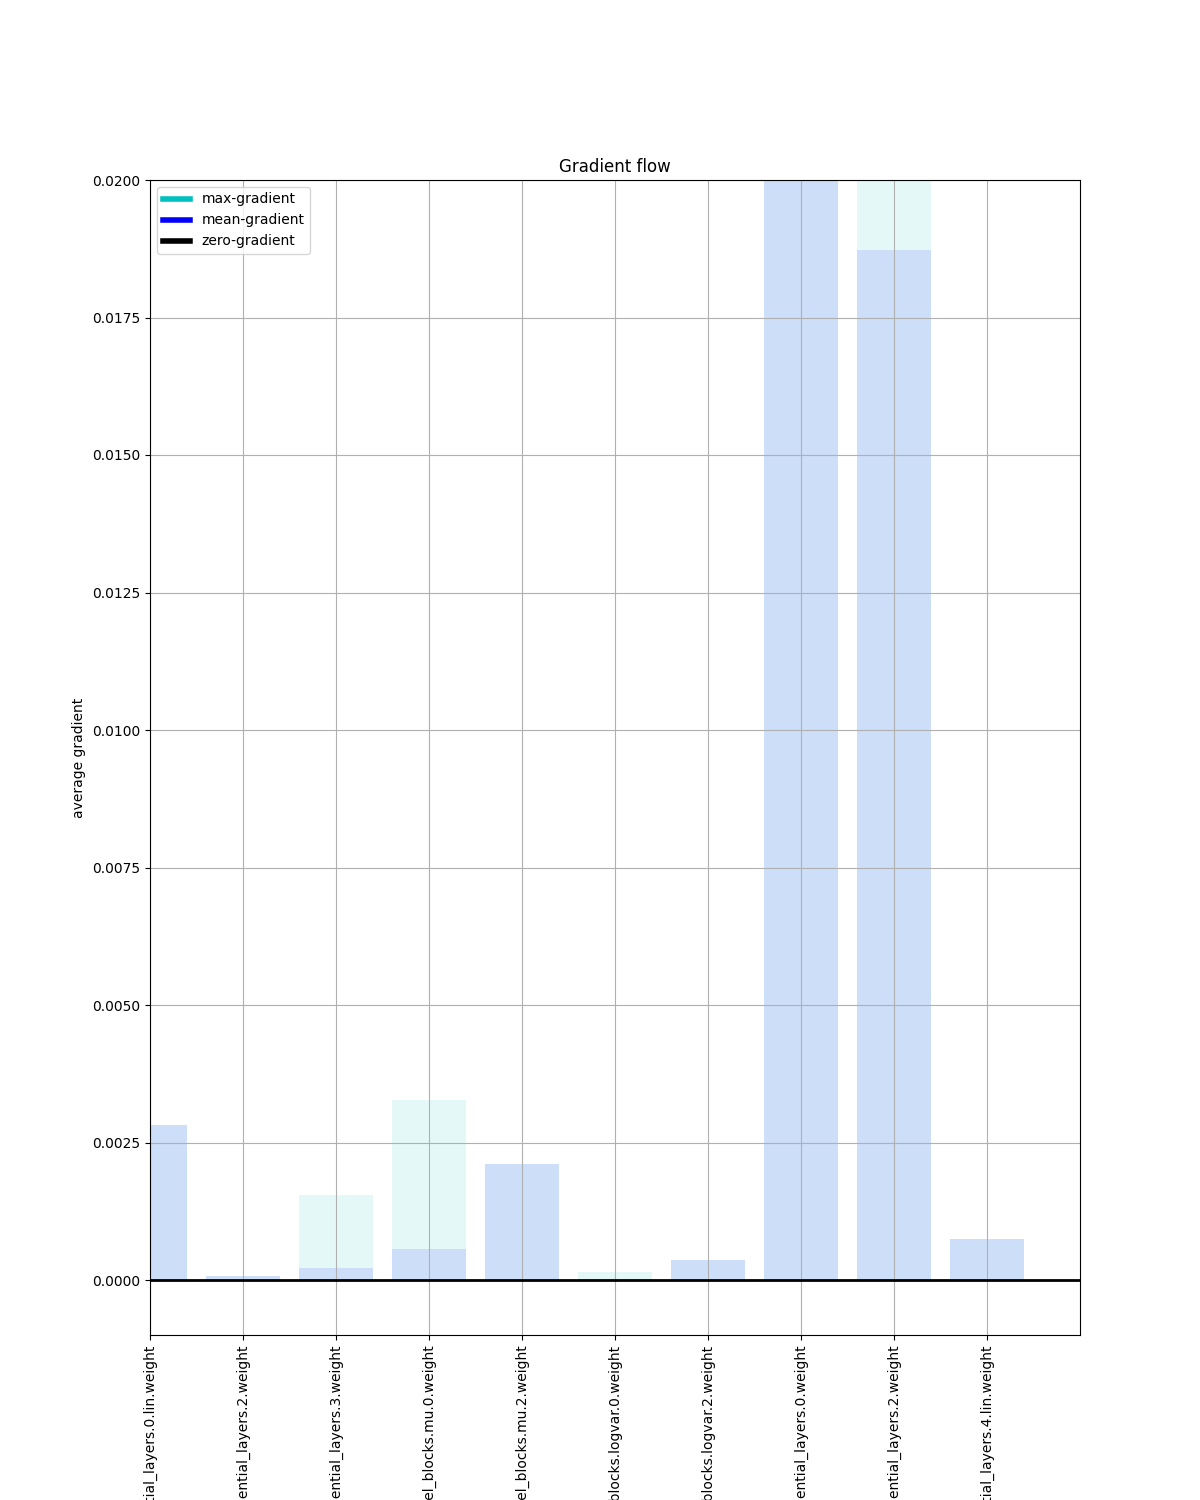 Gradient flow
max-gradient
mean-gradient
zero-gradient
0.0200
0.0175
0.0150
0.0125
0.0100
0.0075
0.0050
0.0025
0.0000
average gradient
tial_layers.0.lin.weight
ential_layers.2.weight
ential_layers.3.weight
el_blocks.mu.0.weight
el_blocks.mu.2.weight
blocks.logvar.0.weight
blocks.logvar.2.weight
ential_layers.0.weight
ential_layers.2.weight
tial_layers.4.lin.weight